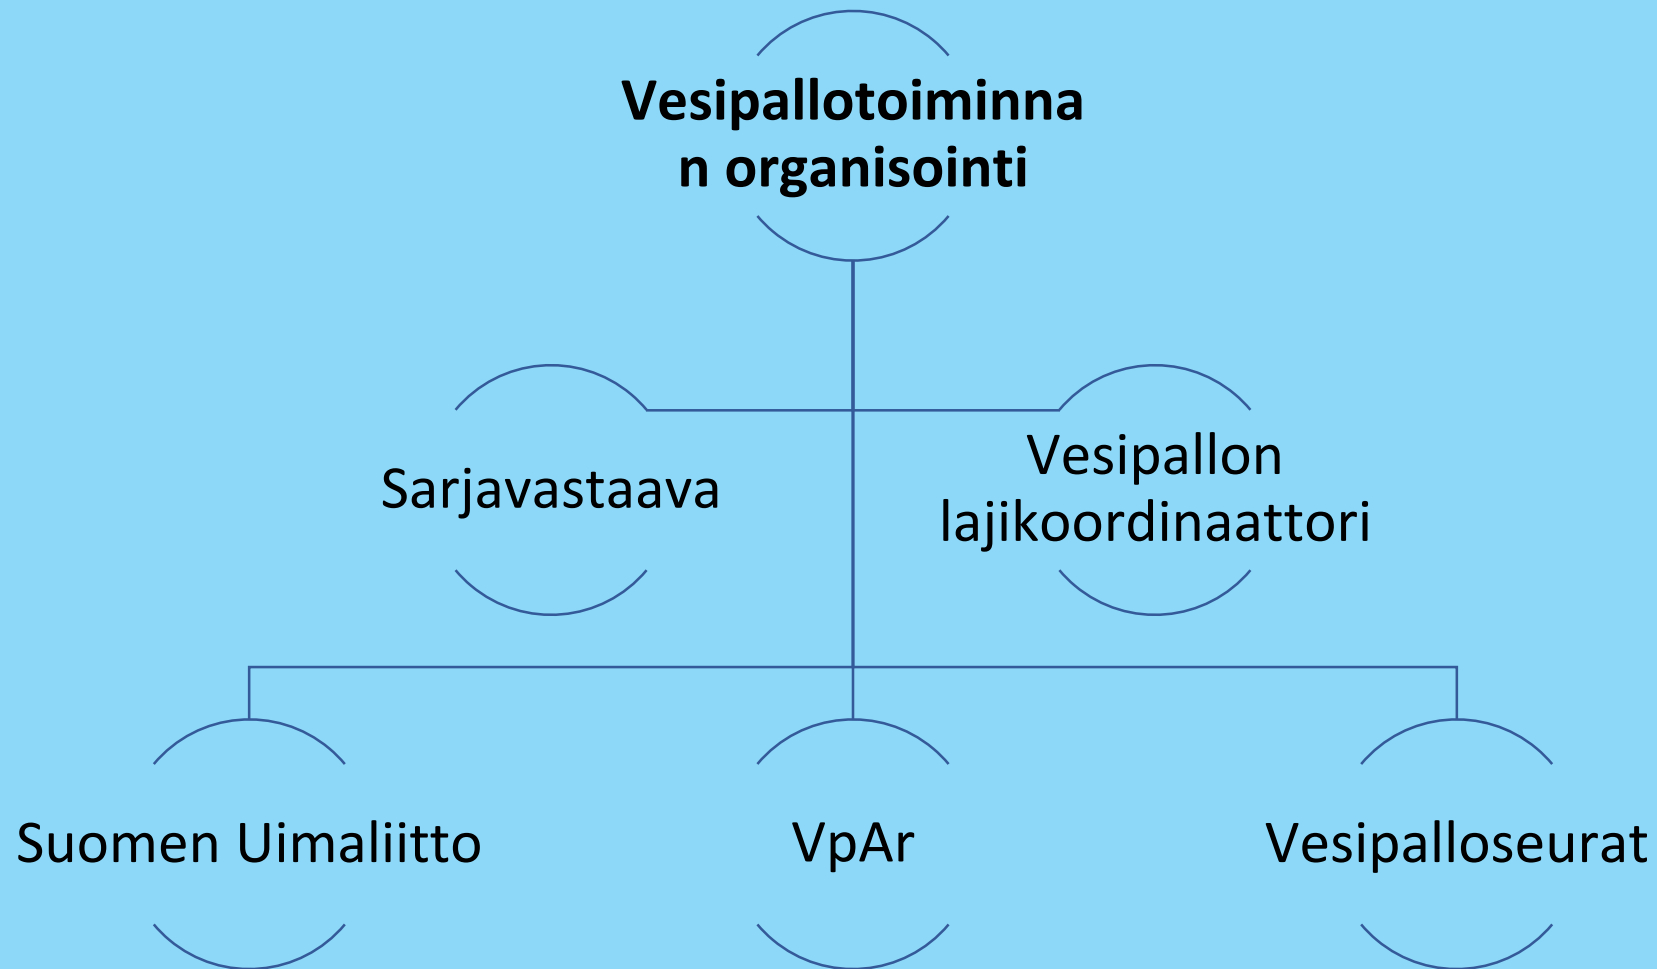 Vesipallotoiminna
n organisointi
Sarjavastaava
Vesipallon
lajikoordinaattori
Suomen Uimaliitto
VpAr
Vesipalloseurat